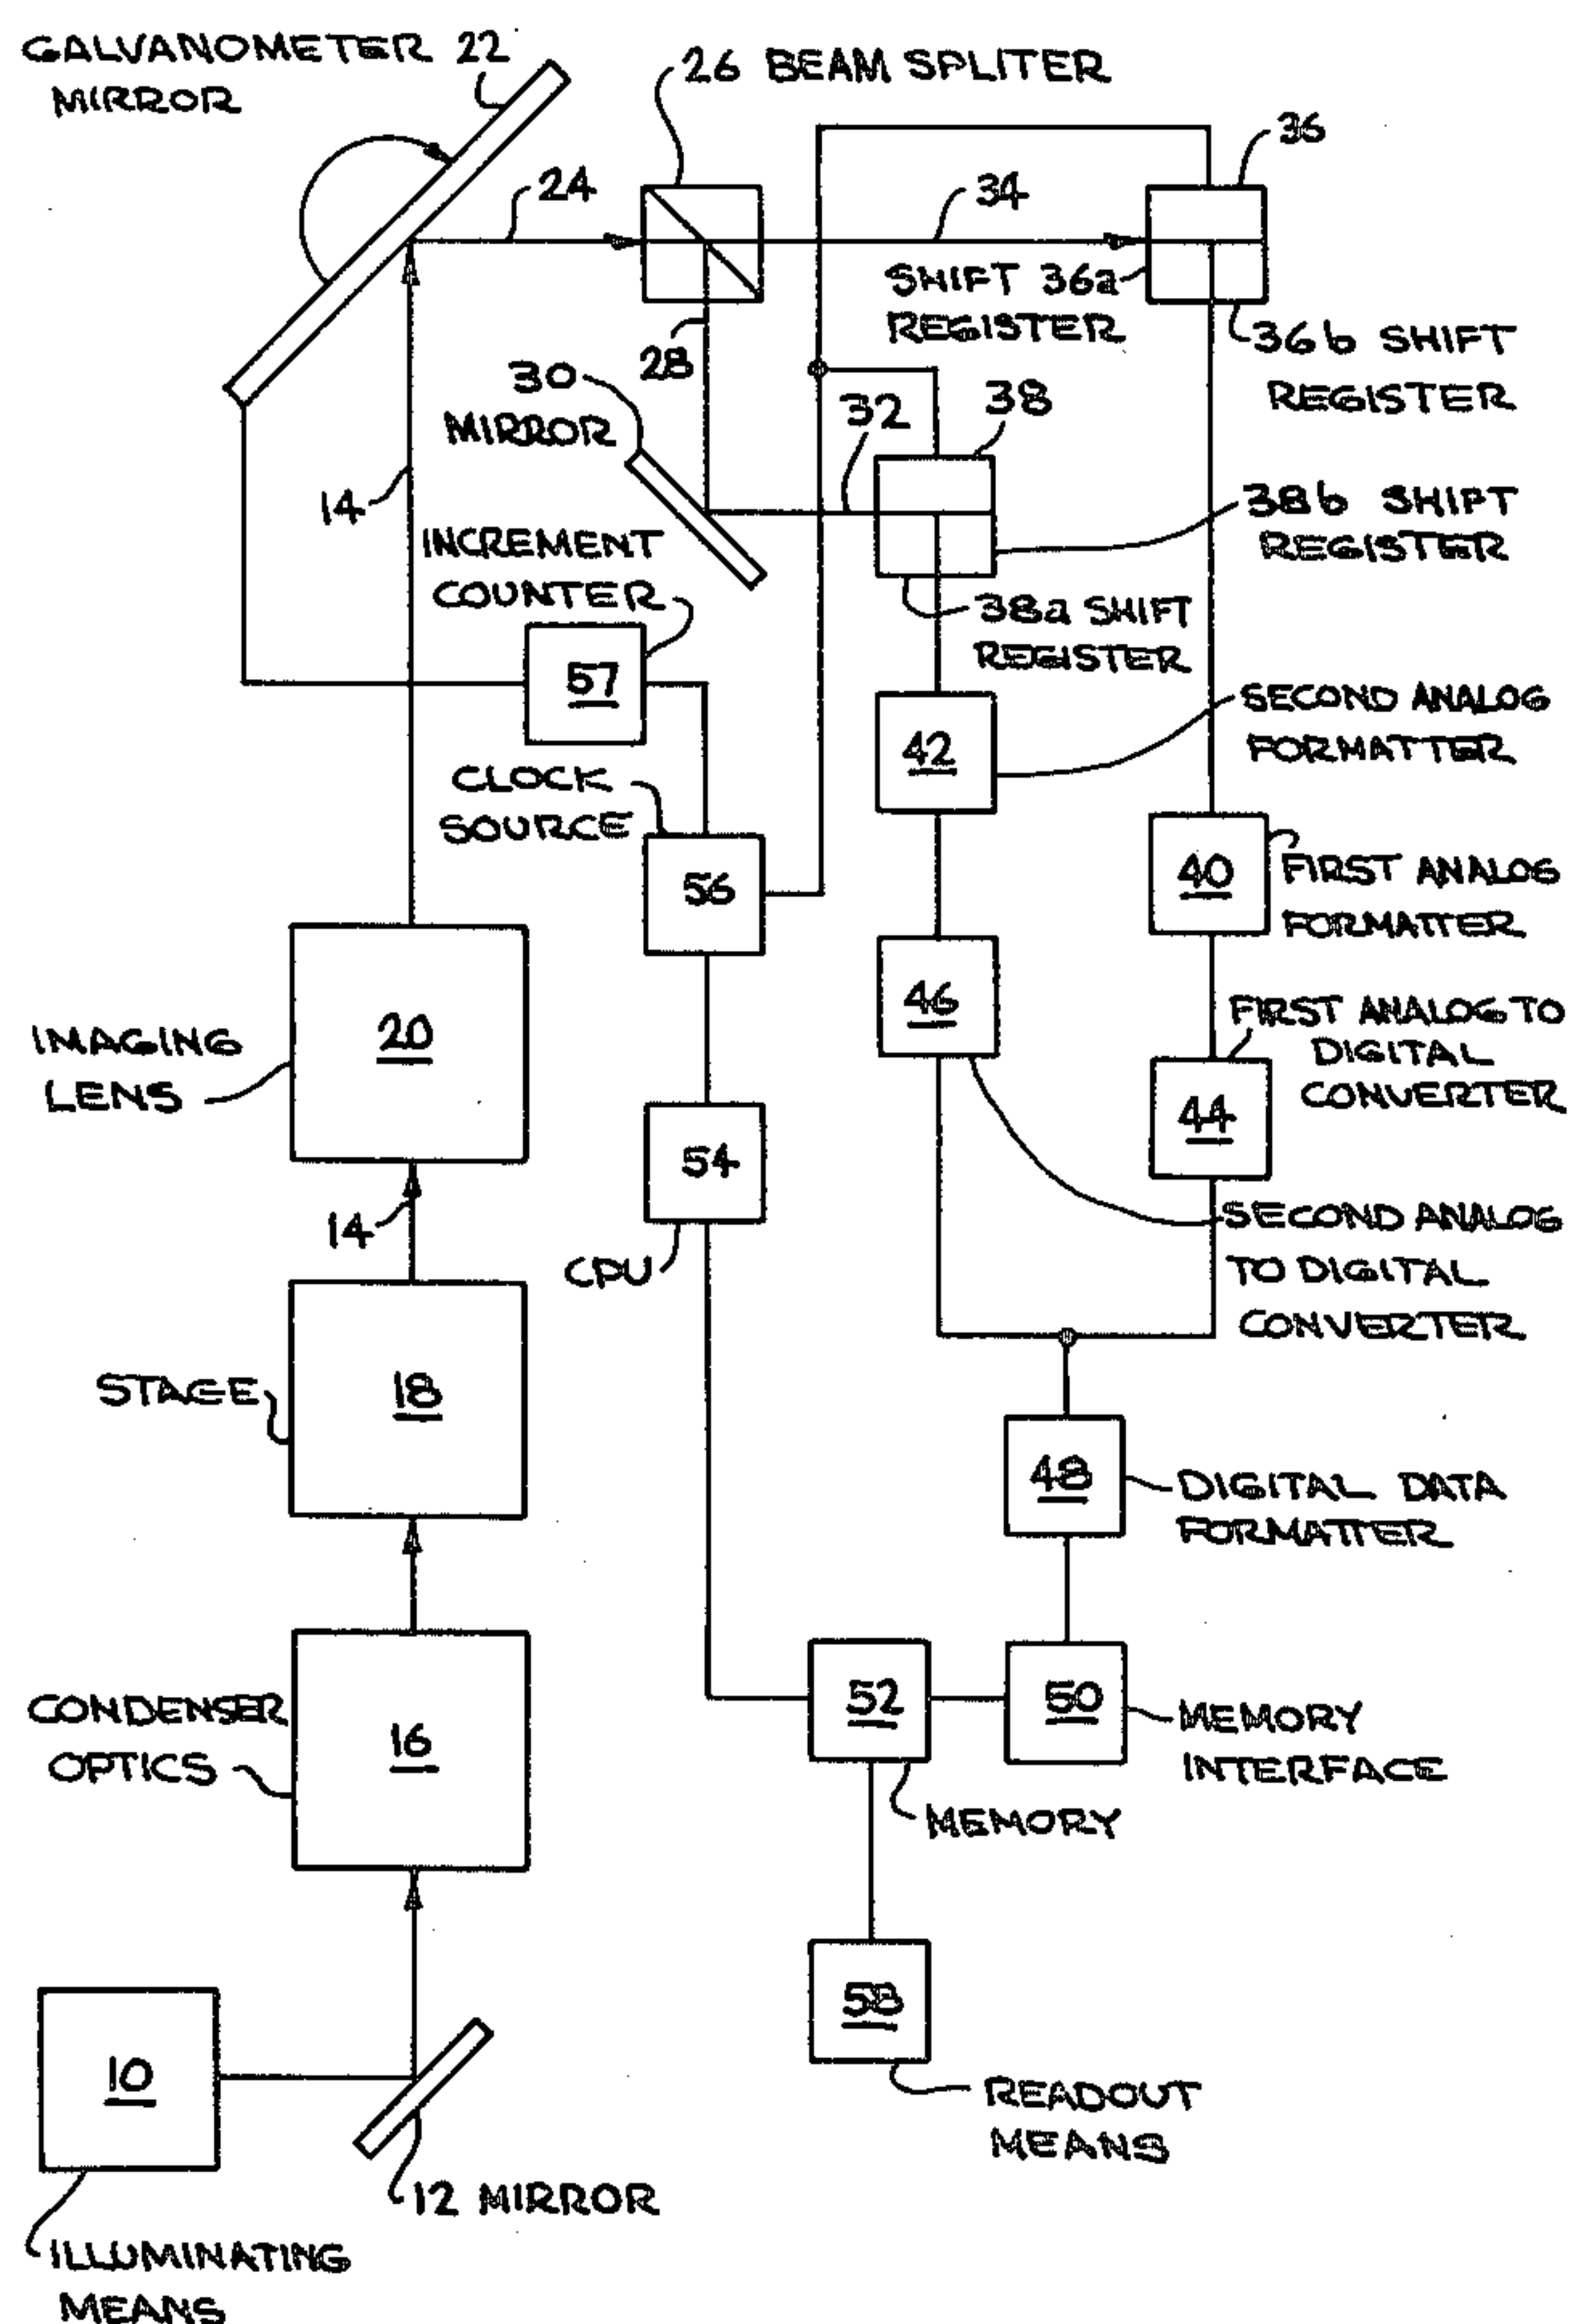 GALVANOMETER 22
MIRROR
26 BEAM SPLITER
36
24
34
SHIFT 36a
REGISTER
36b SHIFT
REGISTER
28
30
MIRROR
32
38
14
38b SHIFT
REGISTER
INCREMENT
COUNTER
38a SHIFT
REGISTER
57
SECOND ANALOG
FORMATTER
42
CLOCK
SOURCE
56
40
FIRST ANALOG
FORMATTER
46
FIRST ANALOG TO
DIGITAL
CONVERTER
IMAGING
LENS
20
44
54
CPU
14
SECOND ANALOG
TO DIGITAL
CONVERTER
STAGE
18
48
DIGITAL DATA
FORMATTER
CONDENSER
OPTICS
16
52
50
MEMORY
INTERFACE
MEMORY
58
READOUT
MEANS
10
12 MIRROR
ILLUMINATING
MEANS